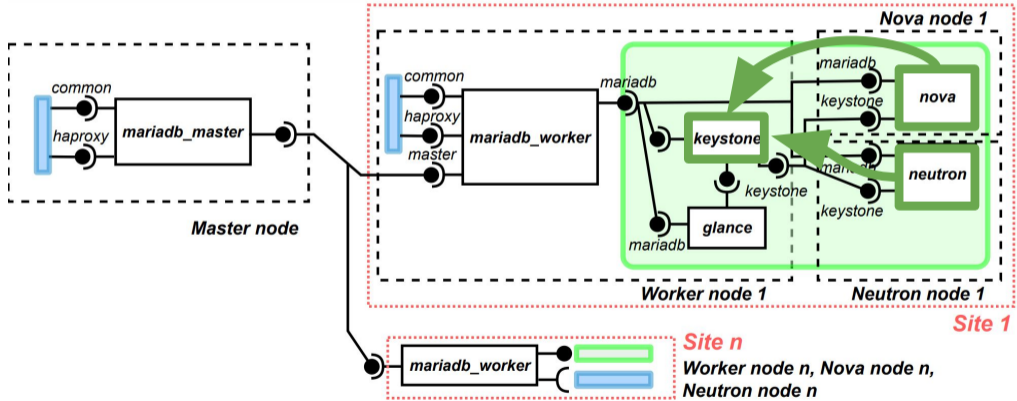 Nova node 1
common
haproxy
mariadb_master
Master node
common
haproxy
master
mariadb_worker
mariadb
keystone
keystone
glance
mariadb
Worker node 1
mariadb
keystone
nova
mariadb
keystone
neutron
Neutron node 1
Site 1
mariadb_worker
Site n
Worker node n, Nova node n,
Neutron node n